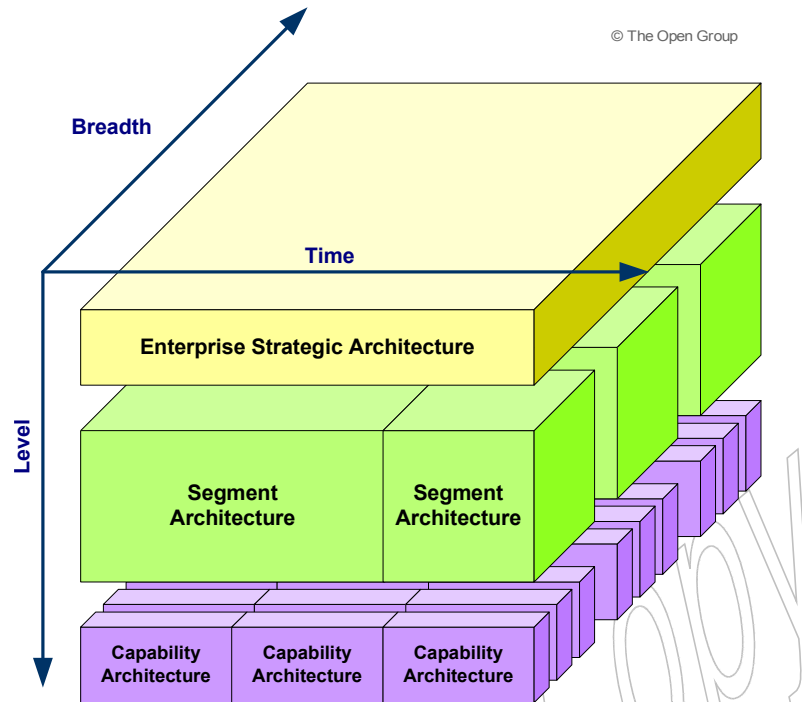 © The Open Group
Breadth
Time
Enterprise Strategic Architecture
Level
Segment
Architecture
Segment
Architecture
Capability
Architecture
Capability
Architecture
Capability
Architecture